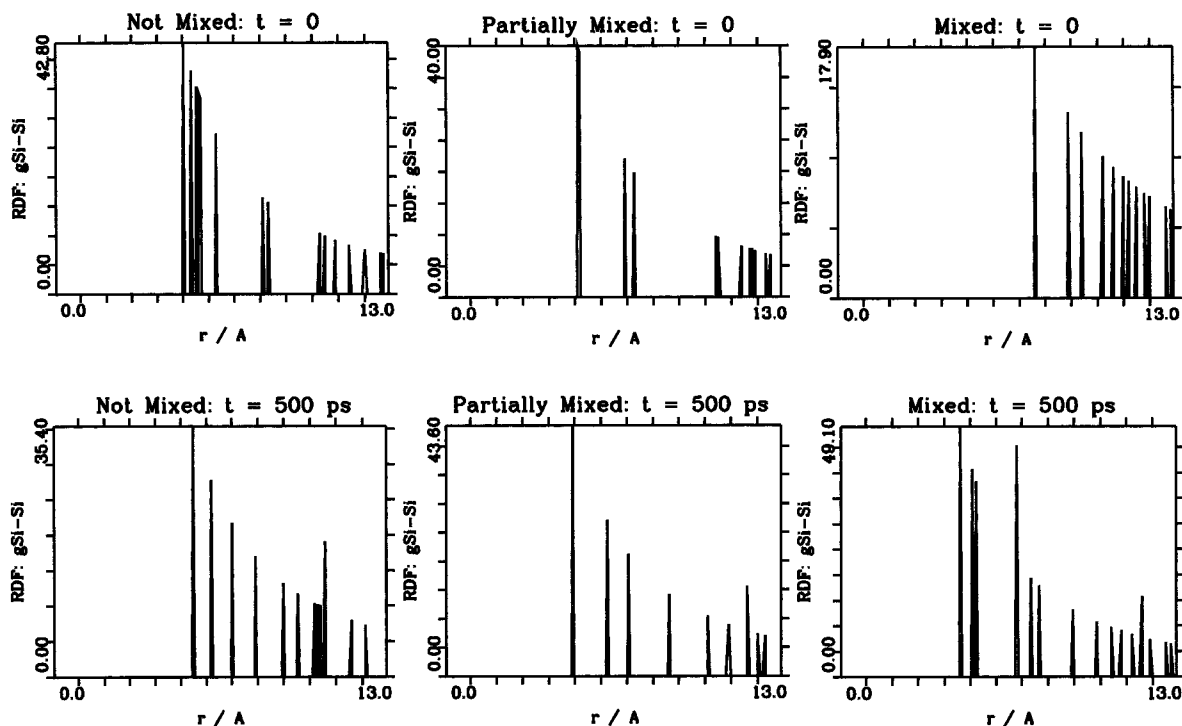 Not Mixed: t = 0
42.80
0.00
RDF: gSi-Si
0.0
13.0
r / A
Partially Mixed: t = 0
40.00
0.00
RDF: gSi-Si
0.0
13.0
r / A
Mixed: t = 0
17.90
0.00
RDF: gSi-Si
0.0
13.0
r / A
Not Mixed: t = 500 ps
35.40
0.00
RDF: gSi-Si
0.0
13.0
r / A
Partially Mixed: t = 500 ps
43.60
0.00
RDF: gSi-Si
0.0
13.0
r / A
Mixed: t = 500 ps
49.10
0.00
RDF: gSi-Si
0.0
13.0
r / A